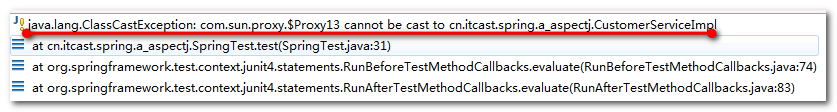 java.lang.ClassCastException: com.sun.proxy.$Proxy13 cannot be cast to cn.itcast.spring.a_aspectj.CustomerServiceImpl
at cn.itcast.spring.a_aspectj.SpringTest.test(SpringTest.java:31)
at org.springframework.test.context.junit4.statements.RunBeforeTestMethodCallbacks.evaluate(RunBeforeTestMethodCallbacks.java:74)
at org.springframework.test.context.junit4.statements.RunAfterTestMethodCallbacks.evaluate(RunAfterTestMethodCallbacks.java:83)